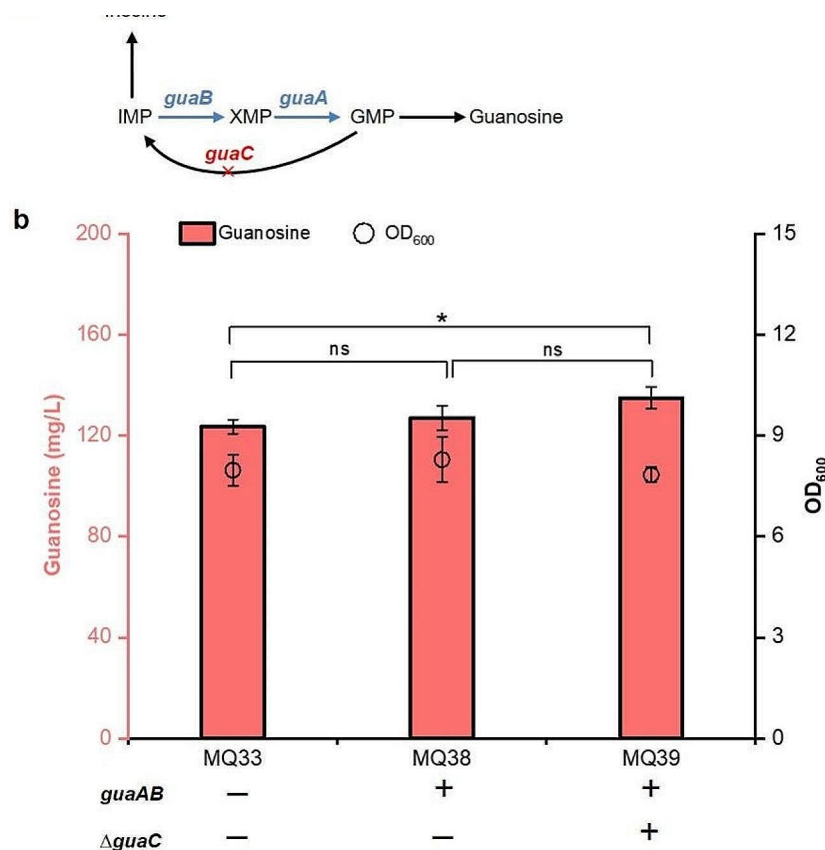 guaB guaA
IMP XMP GMP Guanosine
guaC
b
200 Guanosine OD600 15
160 * 12
ns ns
120 9
80 6
40 3
0 0
Guanosine (mg/L)
OD600
MQ33 MQ38 MQ39
guaAB – + +
ΔguaC – – +